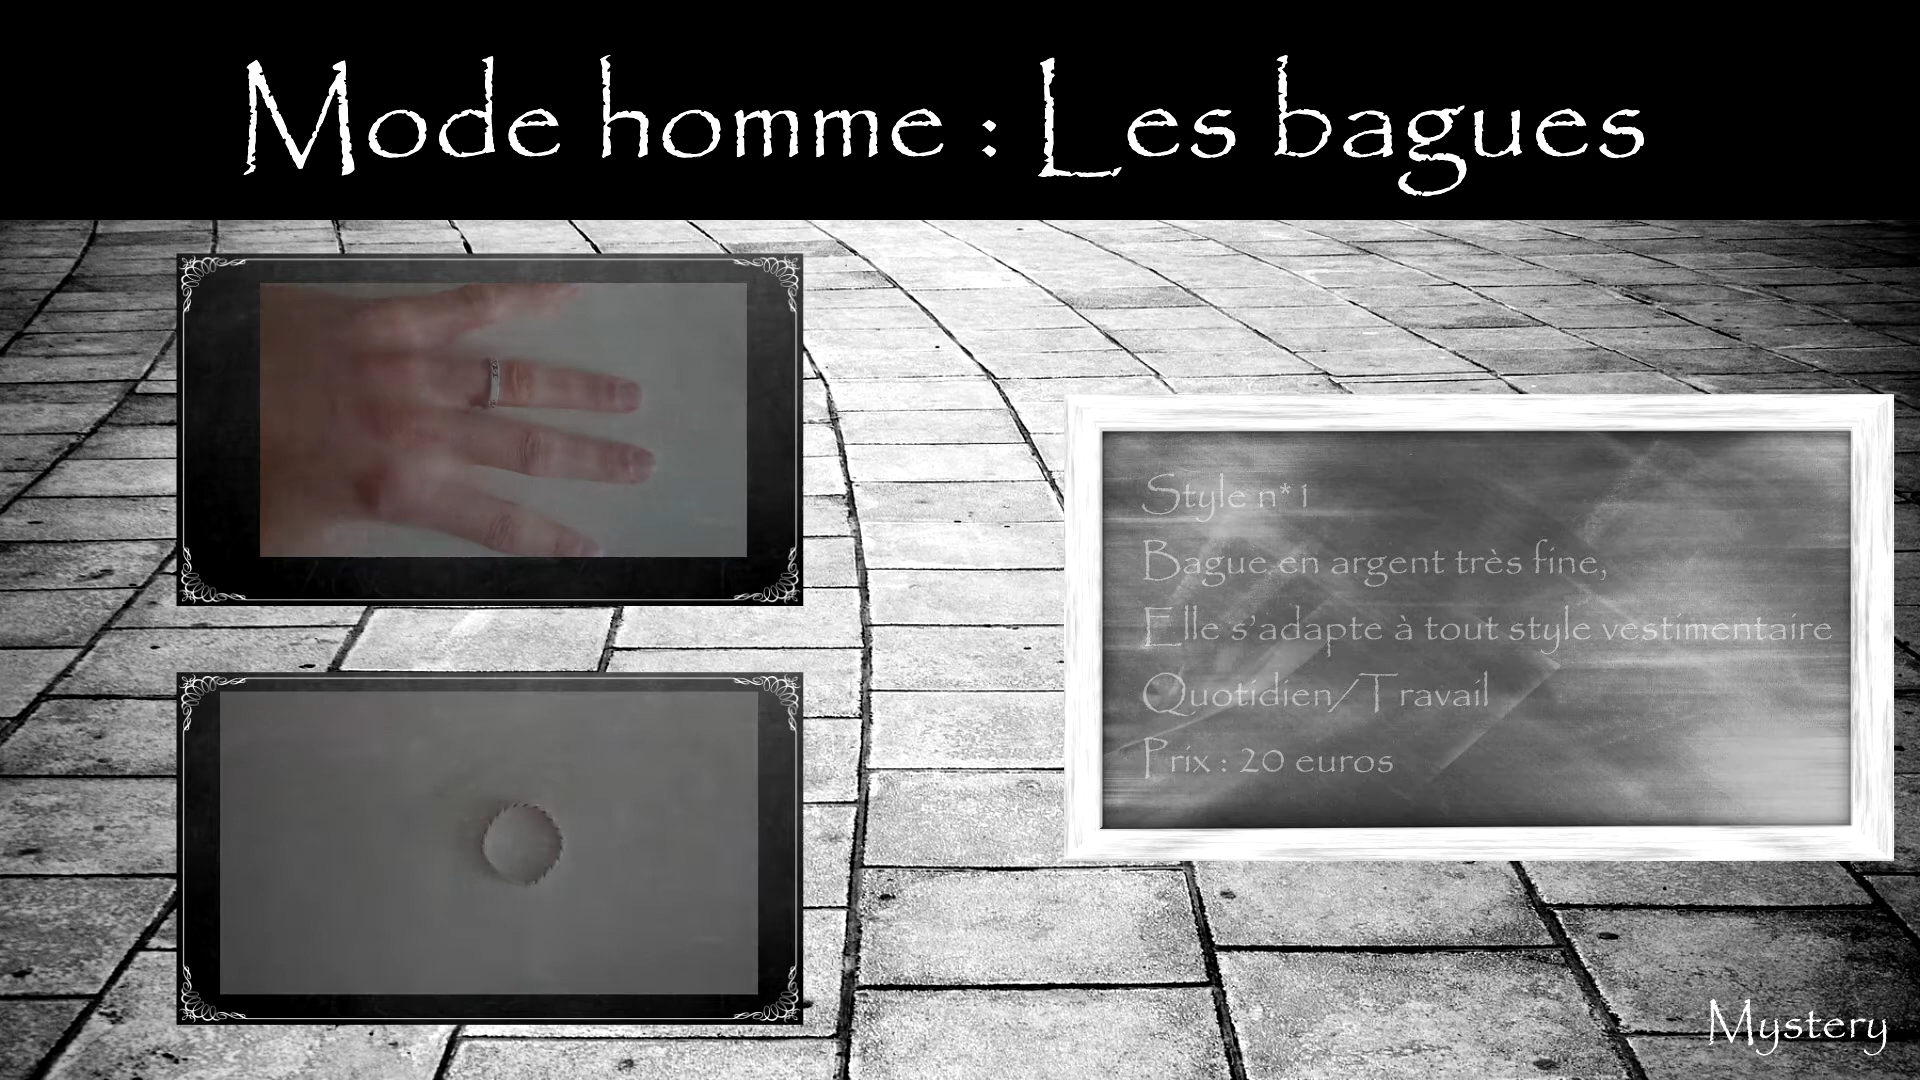 Mode homme : Les bagues
Style n*1
Bague en argent très fine,
Elle s'adapte à tout style vestimentaire
Quotidien/Travail
Prix : 20 euros
Mystery